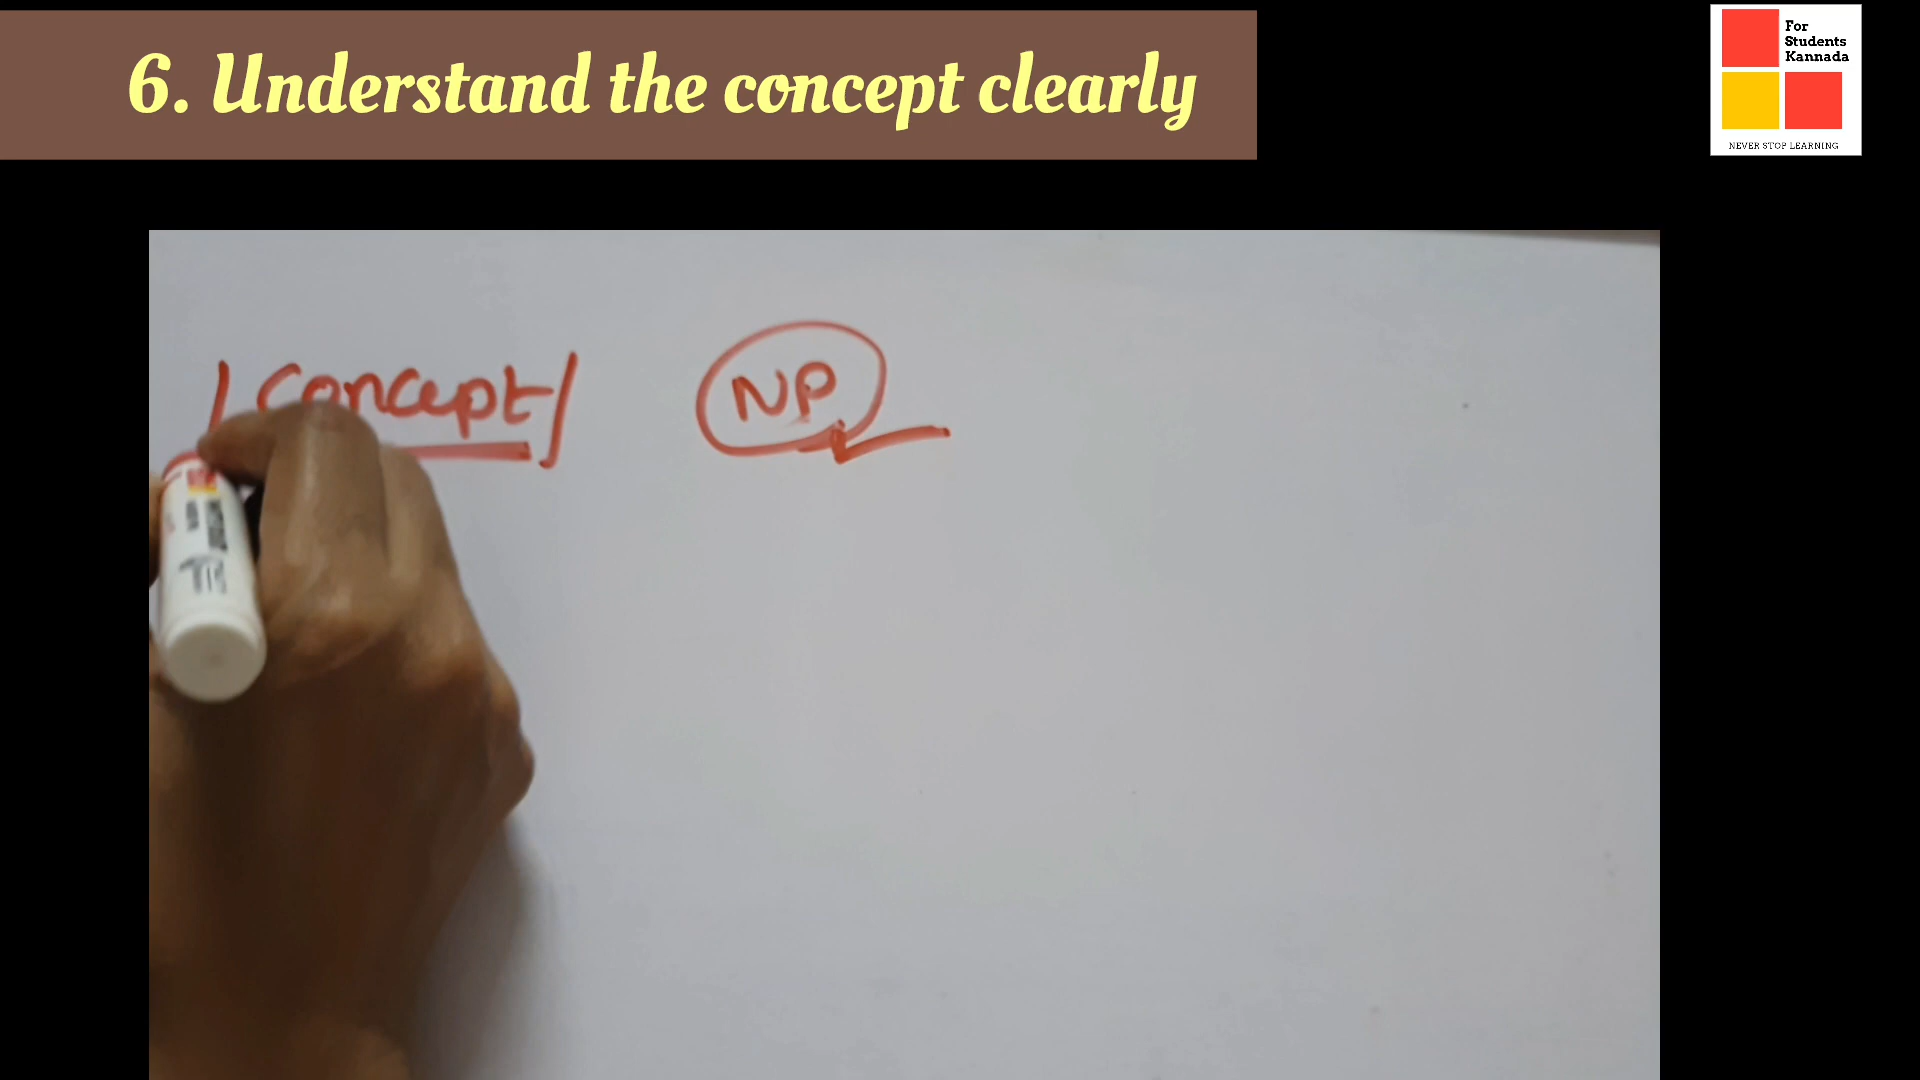 6. Understand the concept clearly
For
Students
Kannada
NEVER STOP LEARNING
Concept
NP